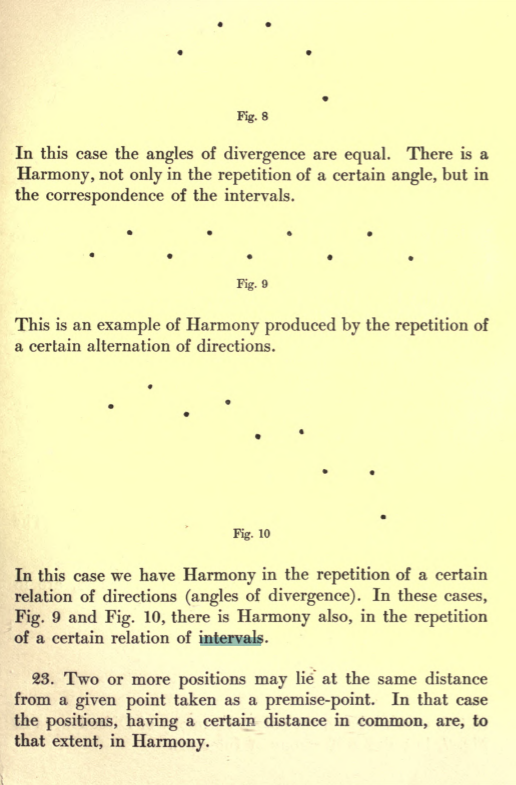 Fig. 8
In this case the angles of divergence are equal. There is a
Harmony, not only in the repetition of a certain angle, but in
the correspondence of the intervals.
Fig. 9
This is an example of Harmony produced by the repetition of
a certain alternation of directions.
Fig. 10
In this case we have Harmony in the repetition of a certain
relation of directions (angles of divergence). In these cases,
Fig. 9 and Fig. 10, there is Harmony also, in the repetition
of a certain relation of intervals.
23. Two or more positions may lie at the same distance
from a given point taken as a premise-point. In that case
the positions, having a certain distance in common, are, to
that extent, in Harmony.